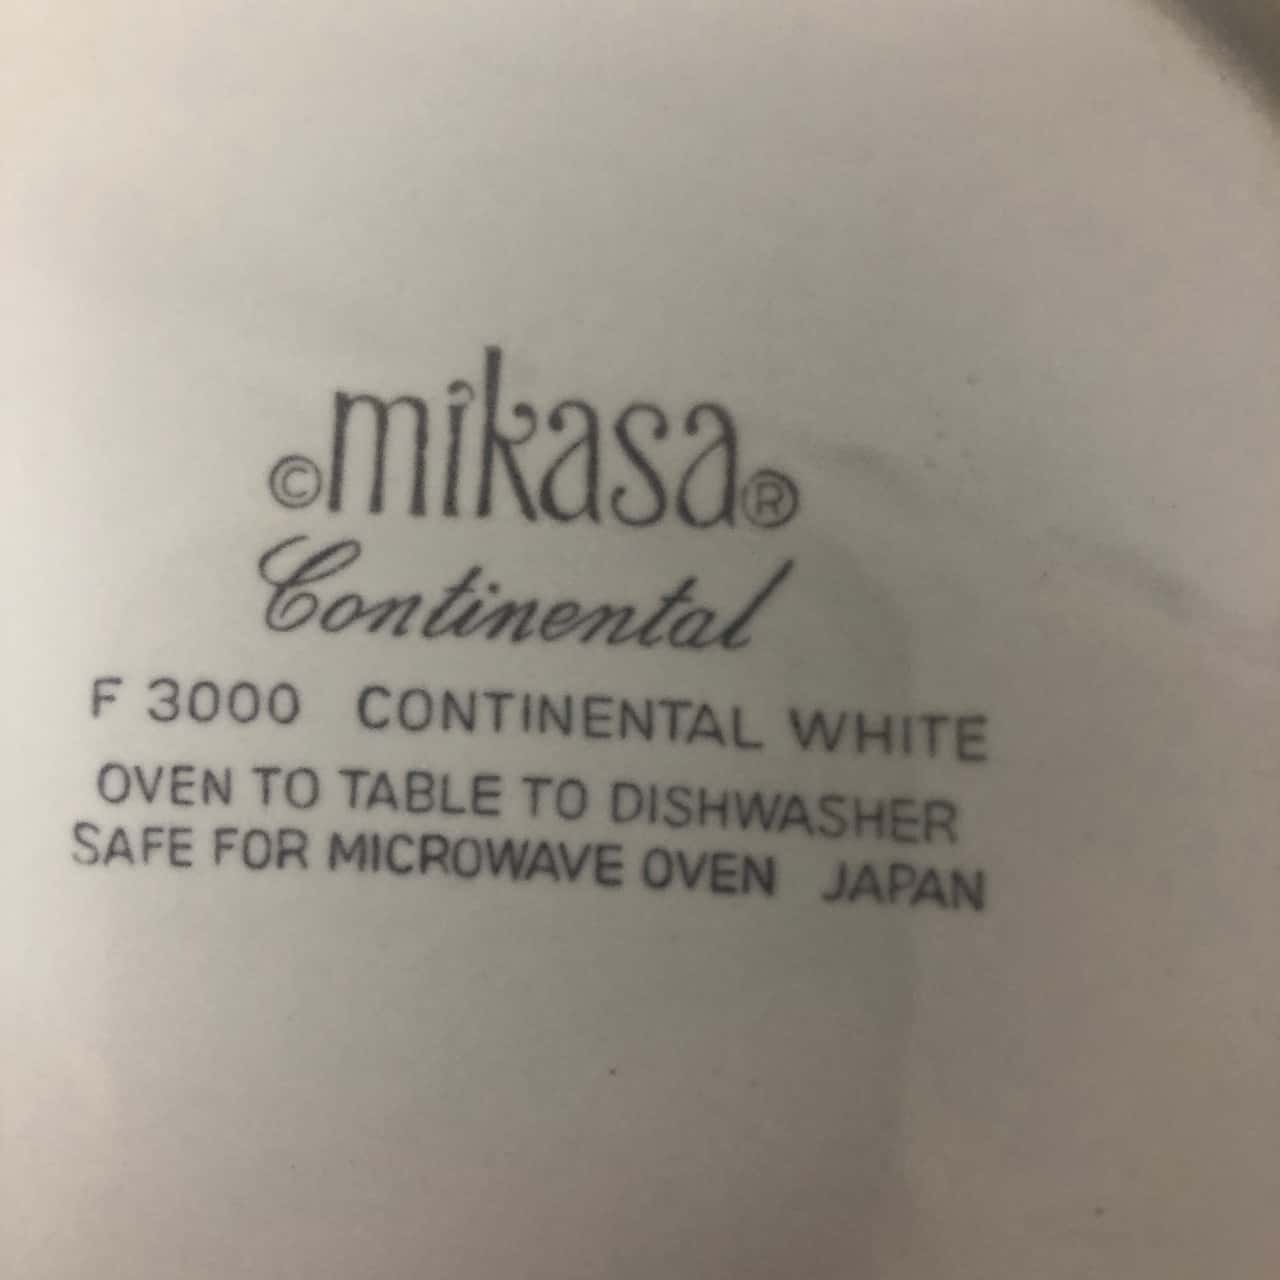 ©mikasa®
Continental
F 3000 CONTINENTAL WHITE
OVEN TO TABLE TO DISHWASHER
SAFE FOR MICROWAVE OVEN JAPAN